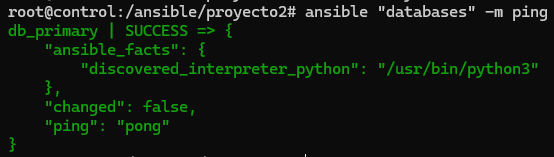 root@control:/ansible/proyecto2# ansible "databases" -m ping
db_primary | SUCCESS => {
    "ansible_facts": {
        "discovered_interpreter_python": "/usr/bin/python3"
    },
    "changed": false,
    "ping": "pong"
}